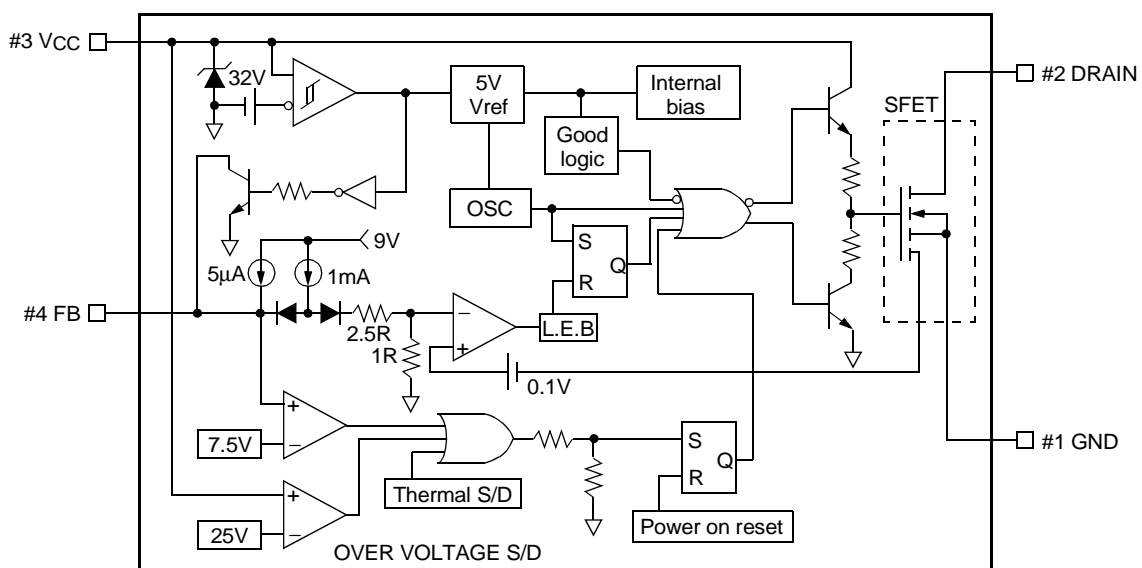 #3 VCC
32V
5V
Vref
Internal
bias
Good
logic
SFET
#2 DRAIN
OSC
9V
5μA
1mA
S
R
Q
#4 FB
2.5R
1R
−
+
L.E.B
0.1V
+
−
7.5V
Thermal S/D
S
R
Q
#1 GND
+
−
25V
Power on reset
OVER VOLTAGE S/D